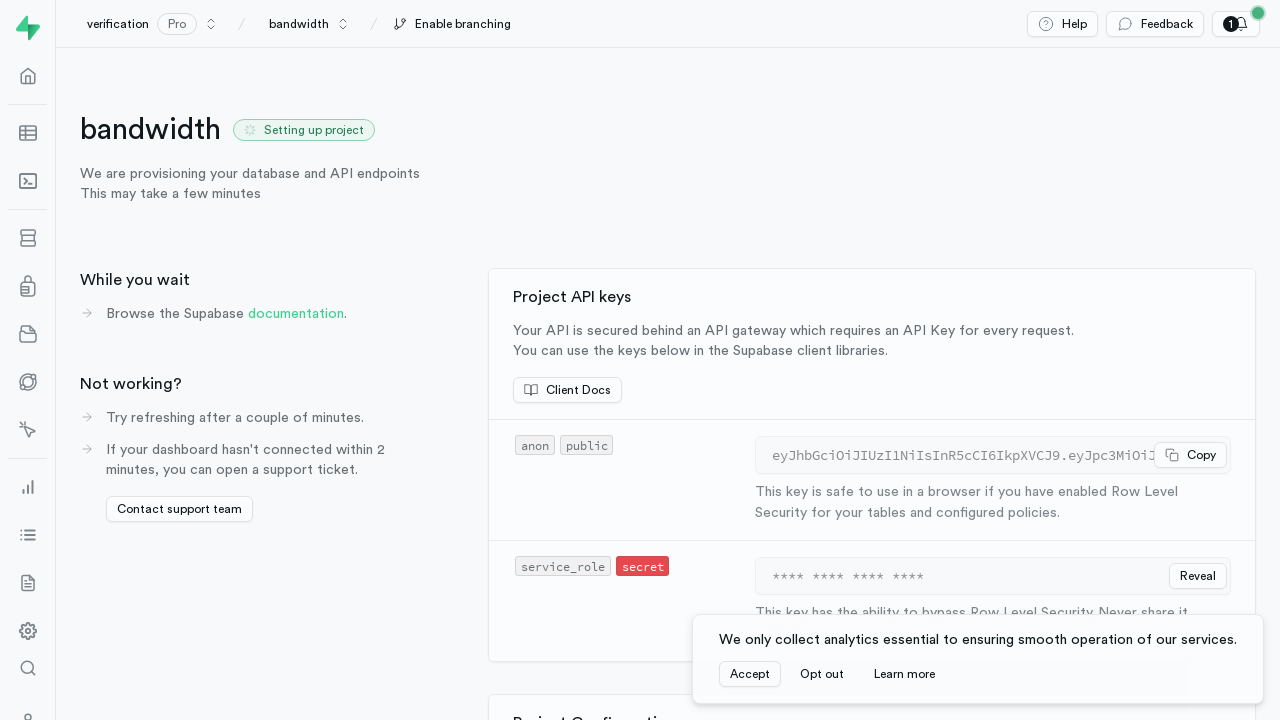 verification Pro / bandwidth / Enable branching
Help Feedback 1
bandwidth Setting up project
We are provisioning your database and API endpoints
This may take a few minutes
While you wait
Browse the Supabase documentation.
Not working?
Try refreshing after a couple of minutes.
If your dashboard hasn't connected within 2
minutes, you can open a support ticket.
Contact support team
Project API keys
Your API is secured behind an API gateway which requires an API Key for every request.
You can use the keys below in the Supabase client libraries.
Client Docs
anon public
eyJhbGciOiJIUzI1NiIsInR5cCI6IkpXVCJ9.eyJpc3MiOiJ Copy
This key is safe to use in a browser if you have enabled Row Level
Security for your tables and configured policies.
service_role secret
**** **** **** **** Reveal
This key has the ability to bypass Row Level Security. Never share it
We only collect analytics essential to ensuring smooth operation of our services.
Accept Opt out Learn more
Project Configuration